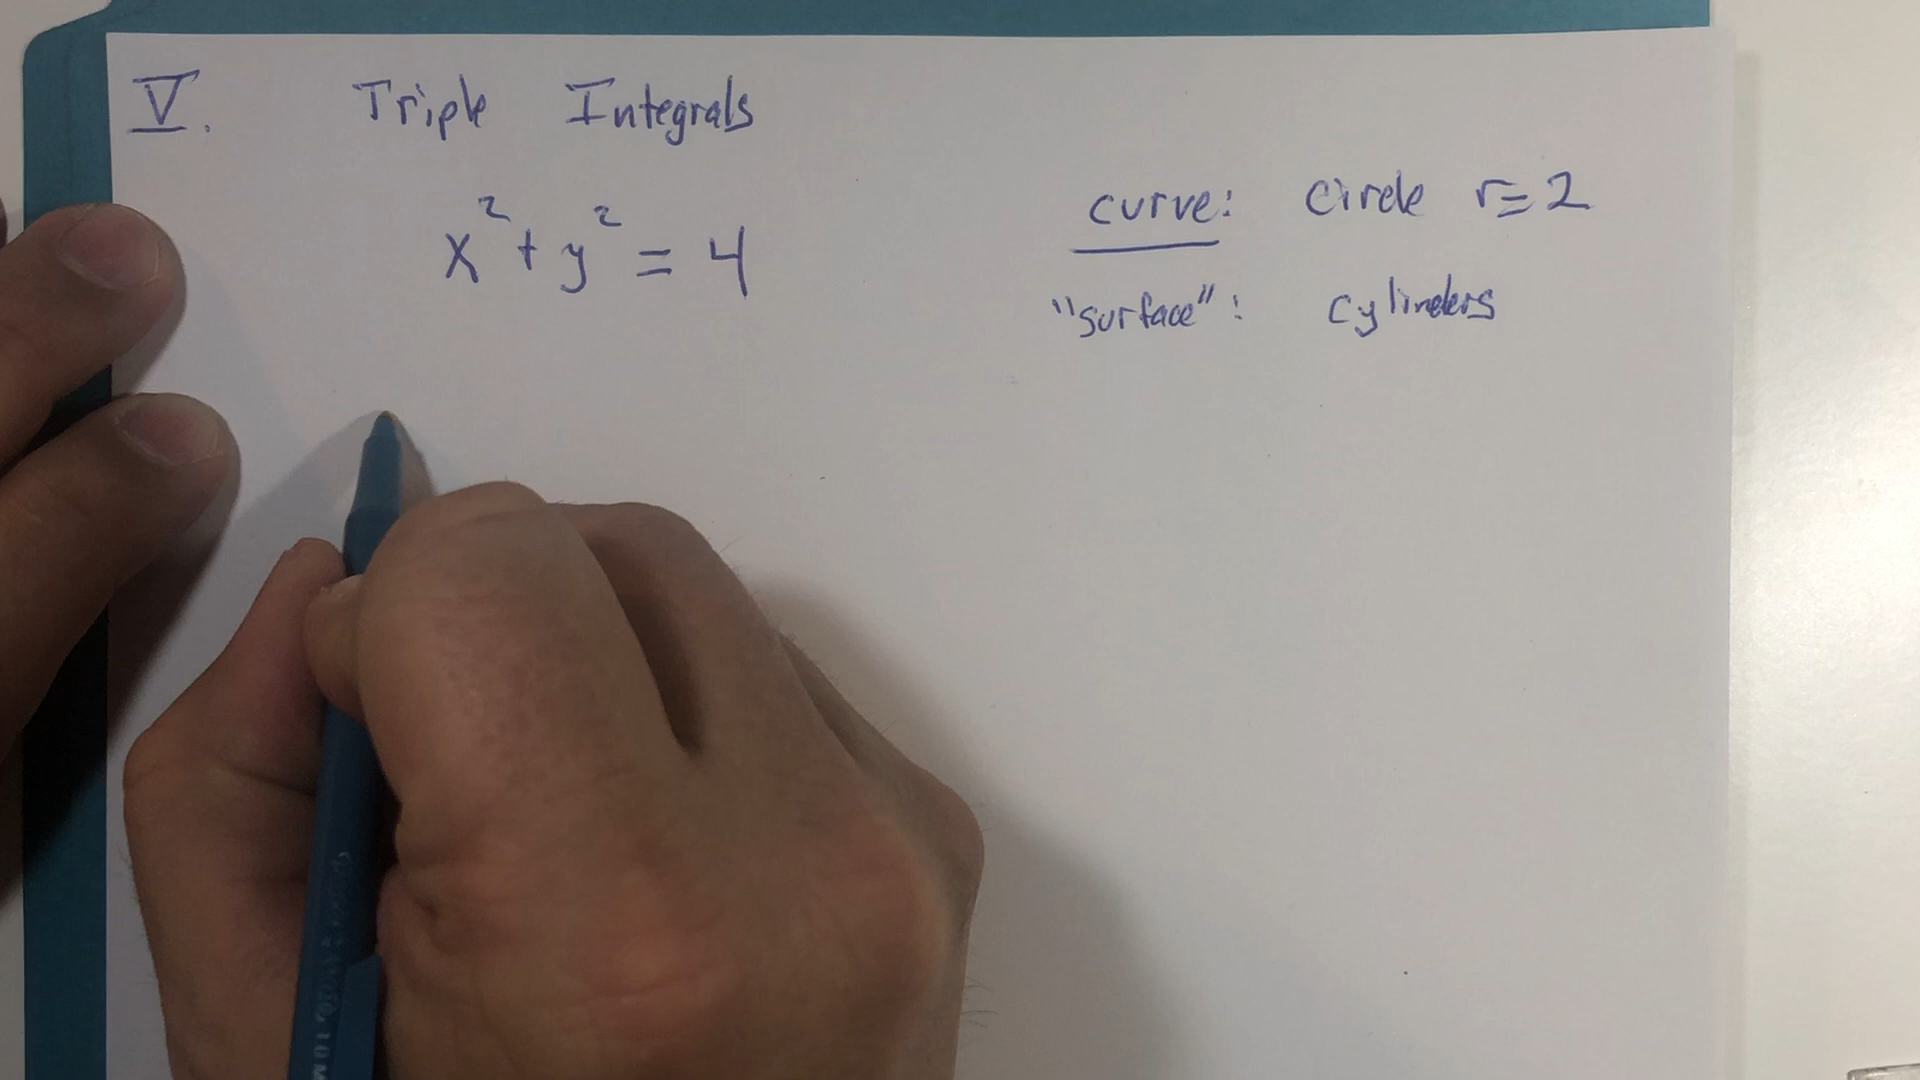 V. Triple Integrals
x² + y² = 4
curve: circle r=2
"surface": cylinders